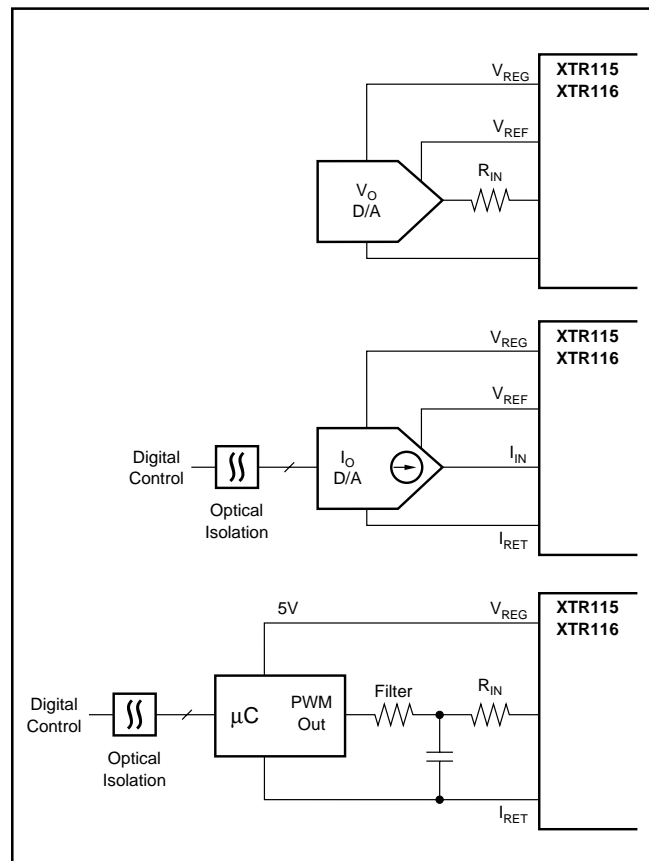 V_REG
XTR115
XTR116
V_REF
R_IN
V_O
D/A
V_REG
XTR115
XTR116
V_REF
Digital
Control
I_O
D/A
I_IN
Optical
Isolation
I_RET
5V
V_REG
XTR115
XTR116
Digital
Control
µC
PWM
Out
Filter
R_IN
Optical
Isolation
I_RET